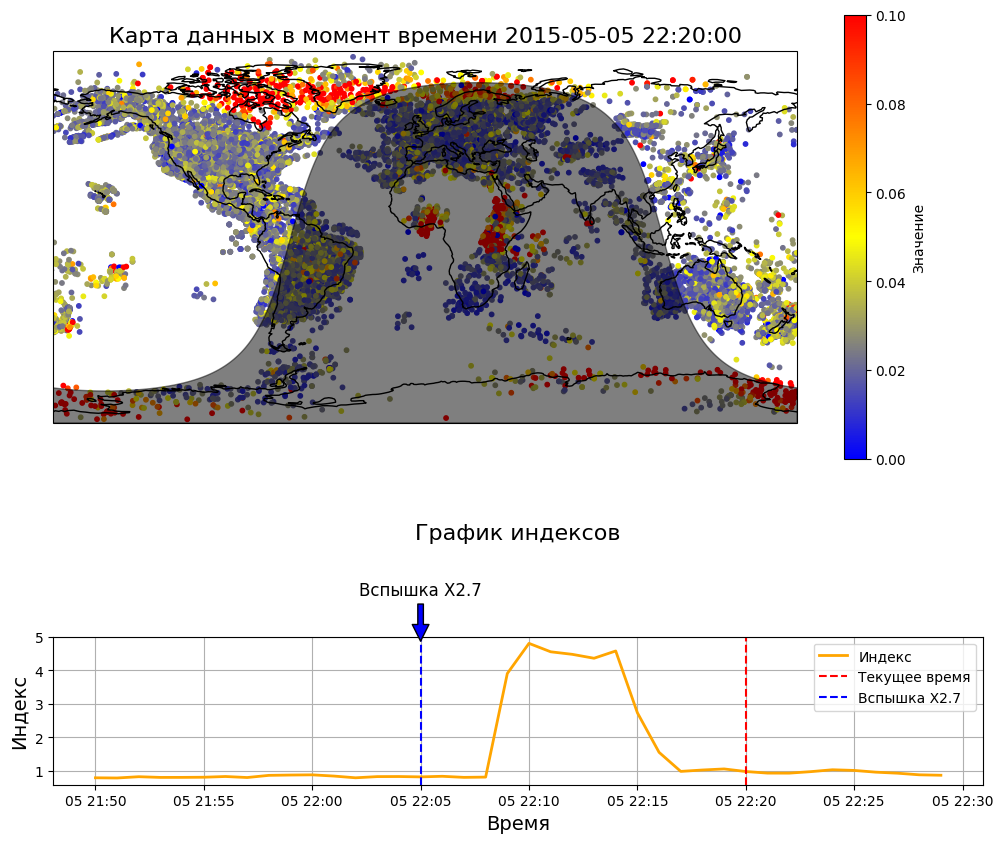 Карта данных в момент времени 2015-05-05 22:20:00
0.10
0.08
0.06
0.04
0.02
0.00
Значение
График индексов
Вспышка X2.7
5
4
3
2
1
Индекс
Индекс
Текущее время
Вспышка X2.7
05 21:50 05 21:55 05 22:00 05 22:05 05 22:10 05 22:15 05 22:20 05 22:25 05 22:30
Время